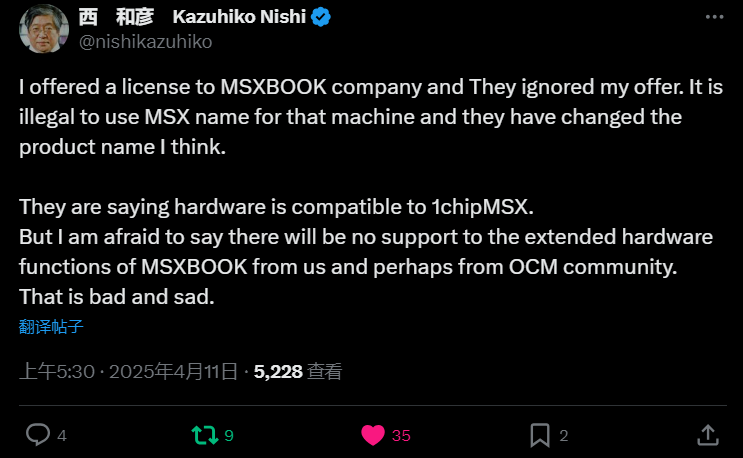 西　和彦　Kazuhiko Nishi
@nishikazuhiko
I offered a license to MSXBOOK company and They ignored my offer. It is
illegal to use MSX name for that machine and they have changed the
product name I think.
They are saying hardware is compatible to 1chipMSX.
But I am afraid to say there will be no support to the extended hardware
functions of MSXBOOK from us and perhaps from OCM community.
That is bad and sad.
翻译帖子
上午5:30 · 2025年4月11日 · 5,228 查看
4 9 35 2